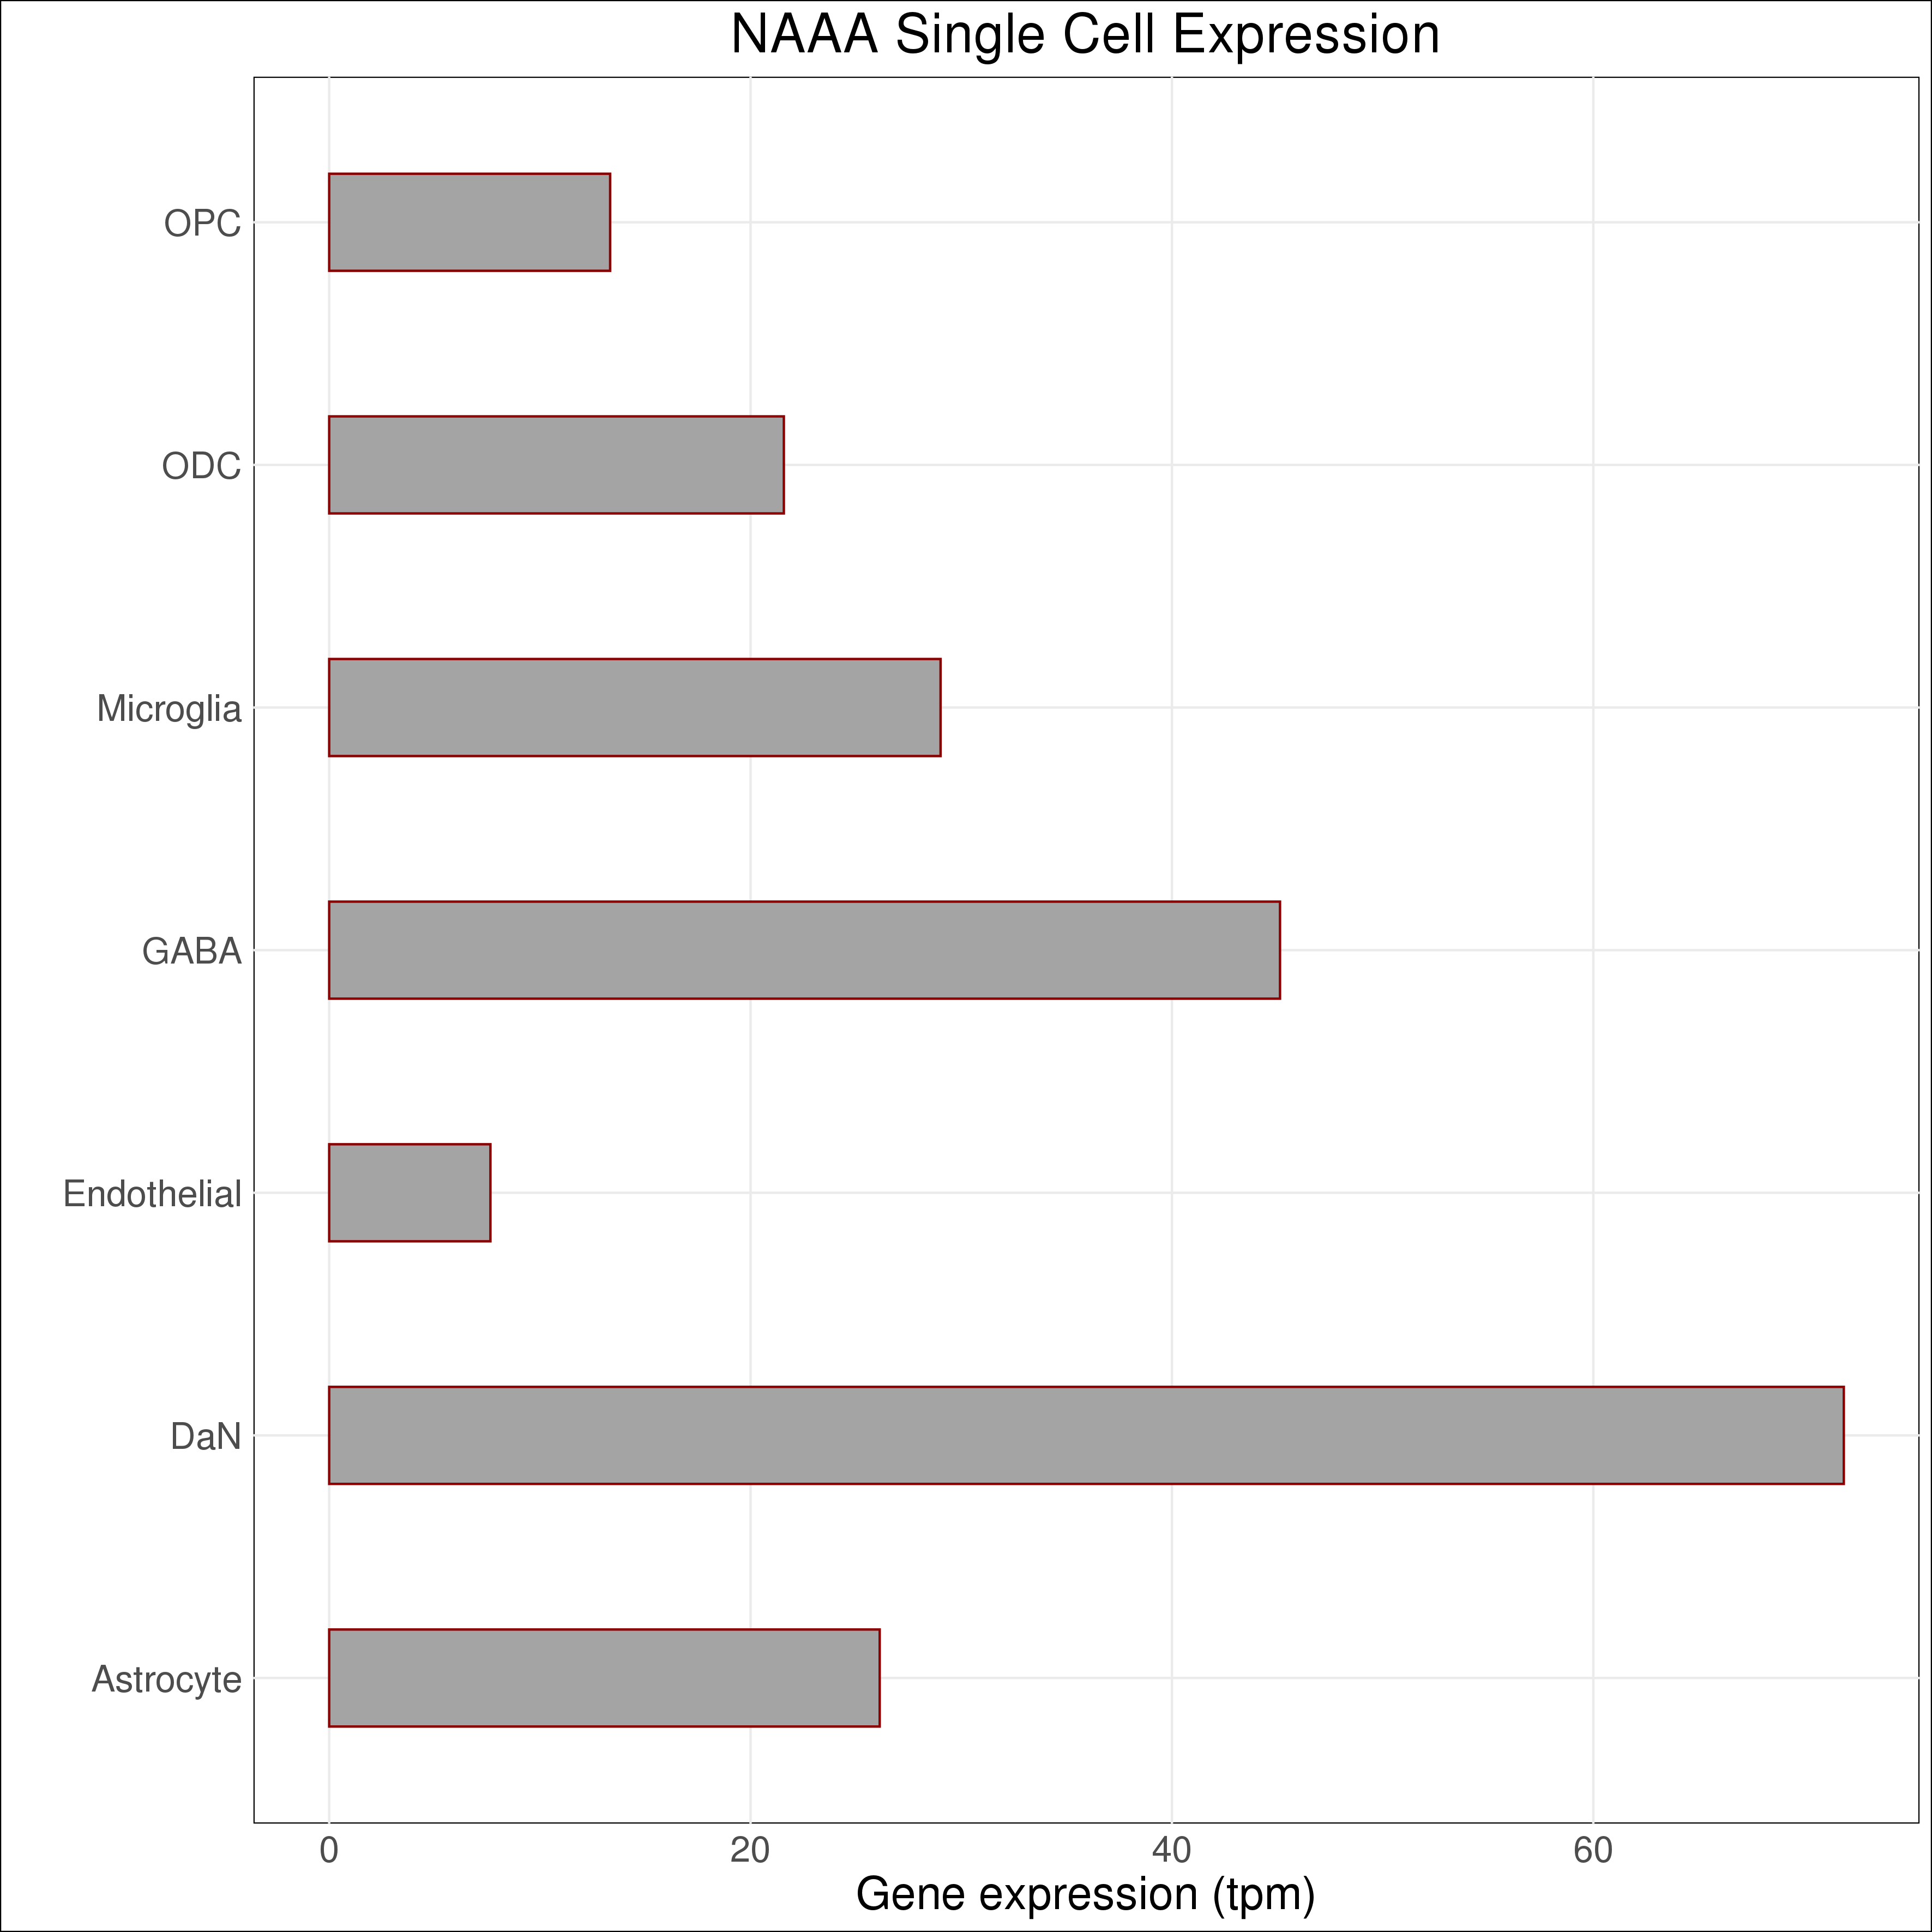 NAAA Single Cell Expression
OPC
ODC
Microglia
GABA
Endothelial
DaN
Astrocyte
0 20 40 60
Gene expression (tpm)